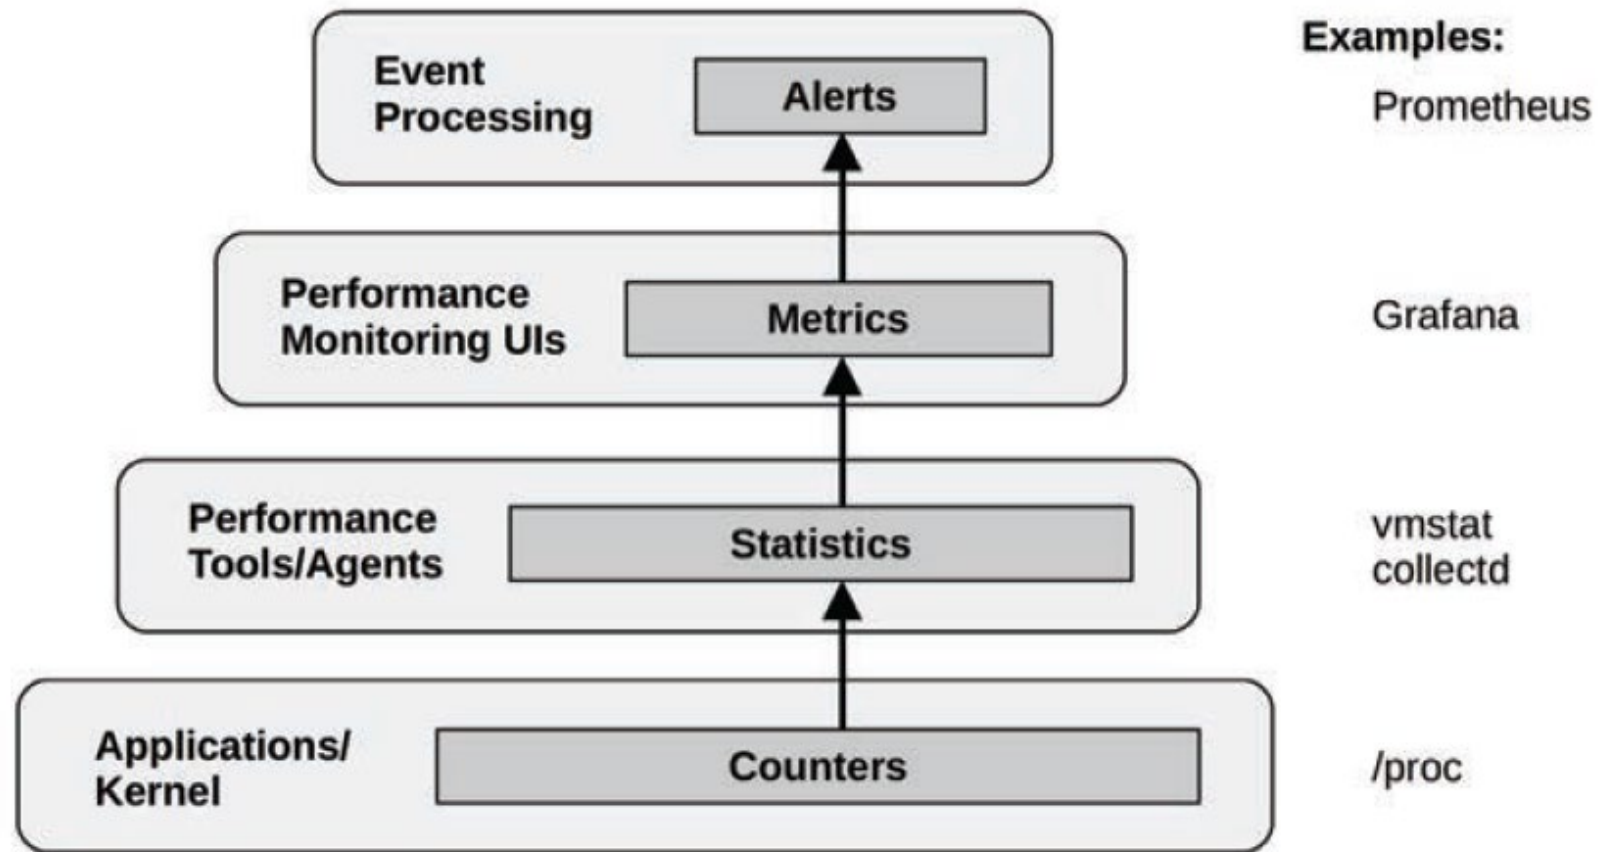 Examples:
Event
Processing
Alerts
Prometheus
Performance
Monitoring UIs
Metrics
Grafana
Performance
Tools/Agents
Statistics
vmstat
collectd
Applications/
Kernel
Counters
/proc